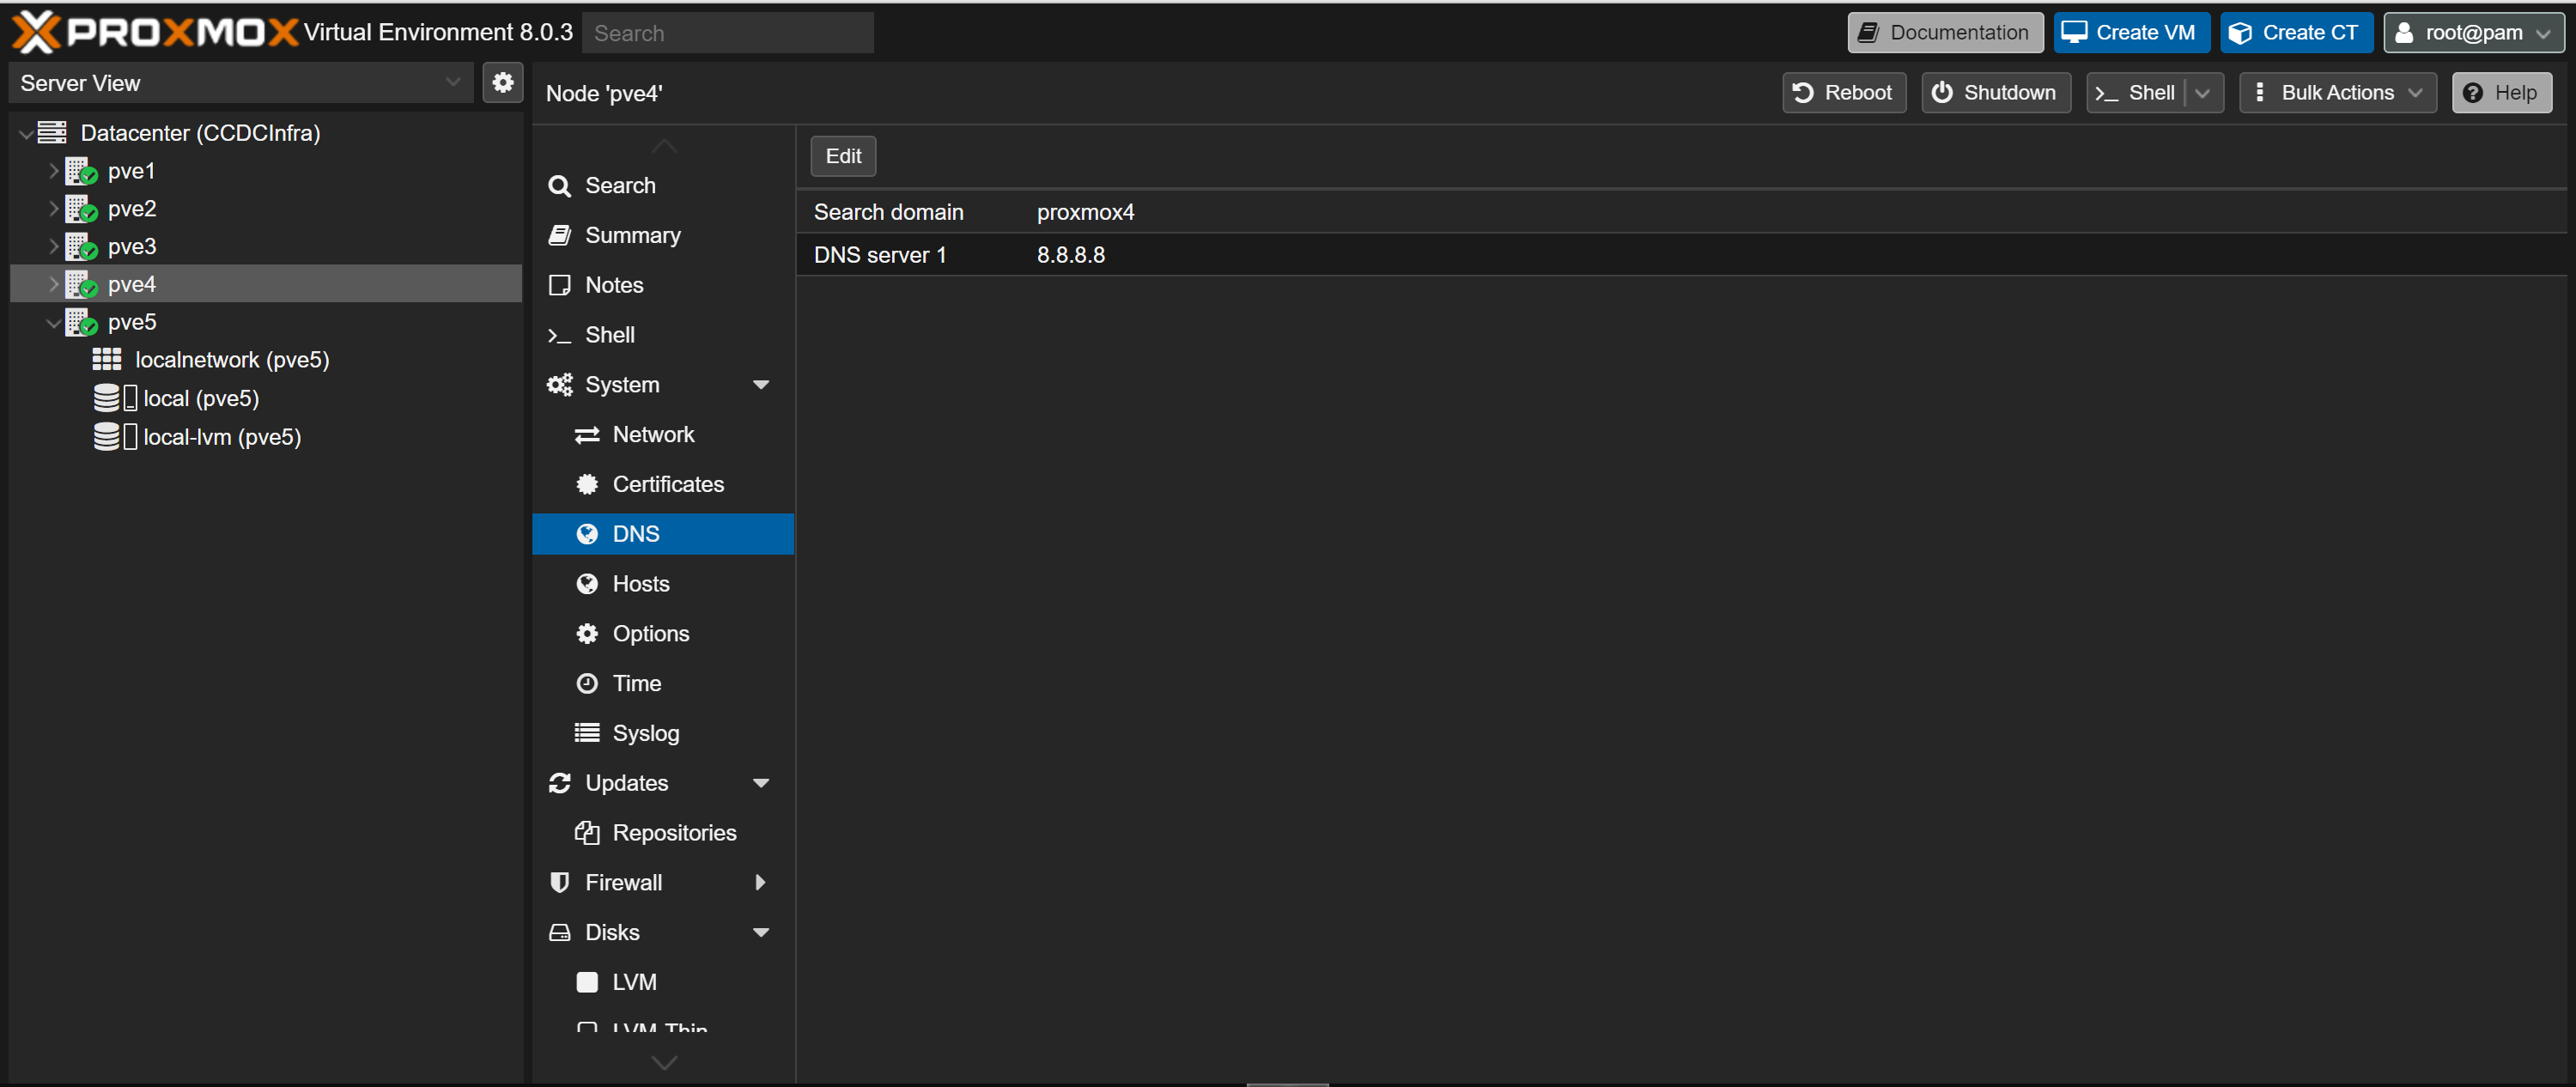 PROXMOX Virtual Environment 8.0.3 Search Documentation Create VM Create CT root@pam
Server View
Node 'pve4' Reboot Shutdown Shell Bulk Actions Help
Datacenter (CCDCInfra)
pve1
pve2
pve3
pve4
pve5
localnetwork (pve5)
local (pve5)
local-lvm (pve5)
Search
Summary
Notes
Shell
System
Network
Certificates
DNS
Hosts
Options
Time
Syslog
Updates
Repositories
Firewall
Disks
LVM
LVM-Thin
Edit
Search domain proxmox4
DNS server 1 8.8.8.8